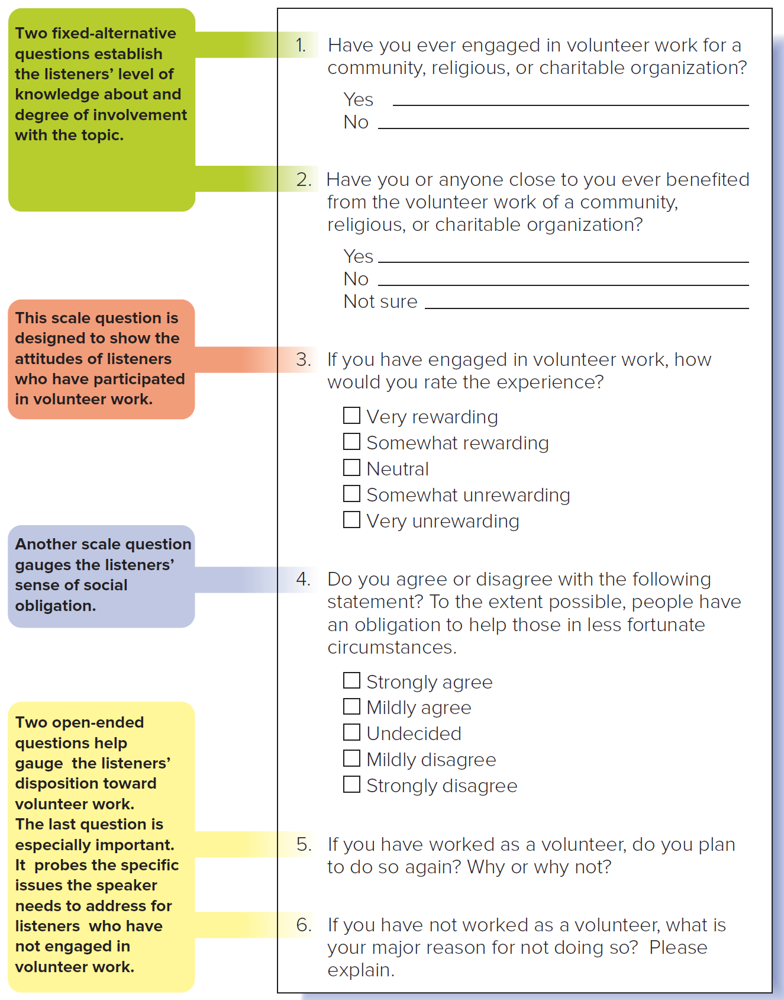 Two fixed-alternative
questions establish
the listeners’ level of
knowledge about and
degree of involvement
with the topic.
1. Have you ever engaged in volunteer work for a
community, religious, or charitable organization?
Yes
No
2. Have you or anyone close to you ever benefited
from the volunteer work of a community,
religious, or charitable organization?
Yes
No
Not sure
This scale question is
designed to show the
attitudes of listeners
who have participated
in volunteer work.
3. If you have engaged in volunteer work, how
would you rate the experience?
Very rewarding
Somewhat rewarding
Neutral
Somewhat unrewarding
Very unrewarding
Another scale question
gauges the listeners’
sense of social
obligation.
4. Do you agree or disagree with the following
statement? To the extent possible, people have
an obligation to help those in less fortunate
circumstances.
Strongly agree
Mildly agree
Undecided
Mildly disagree
Strongly disagree
Two open-ended
questions help
gauge the listeners’
disposition toward
volunteer work.
The last question is
especially important.
It probes the specific
issues the speaker
needs to address for
listeners who have
not engaged in
volunteer work.
5. If you have worked as a volunteer, do you plan
to do so again? Why or why not?
6. If you have not worked as a volunteer, what is
your major reason for not doing so? Please
explain.